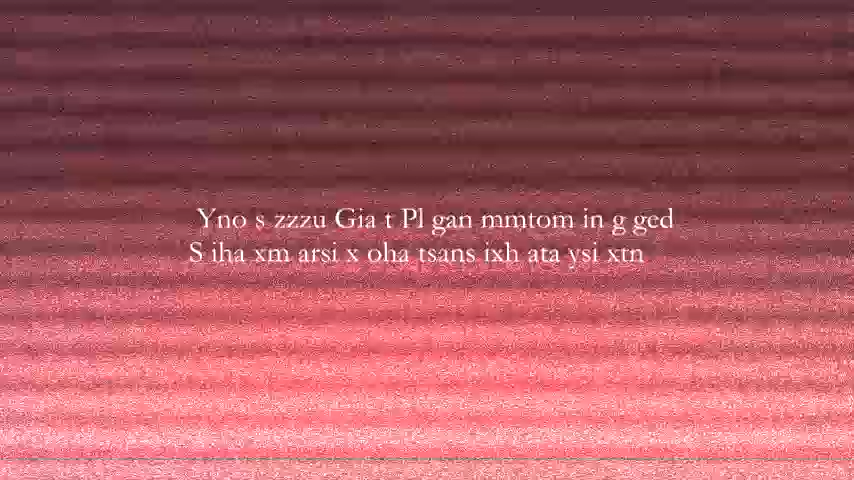 Yno s zzzu Gia t Pl gan mmtom in g ged
S iha xm arsi x oha tsans ixh ata ysi xtn